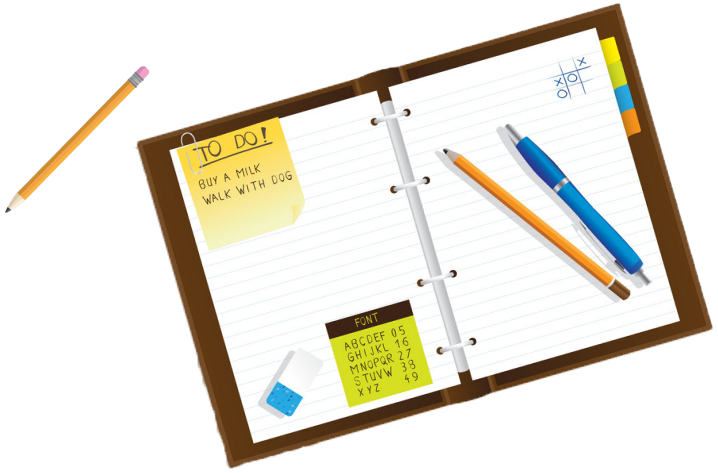 TO DO!
BUY A MILK
WALK WITH DOG
FONT
ABCDEF 05
GHIJKL 16
MNOPQR 27
STUVW 38
XYZ 49
X
X O
O